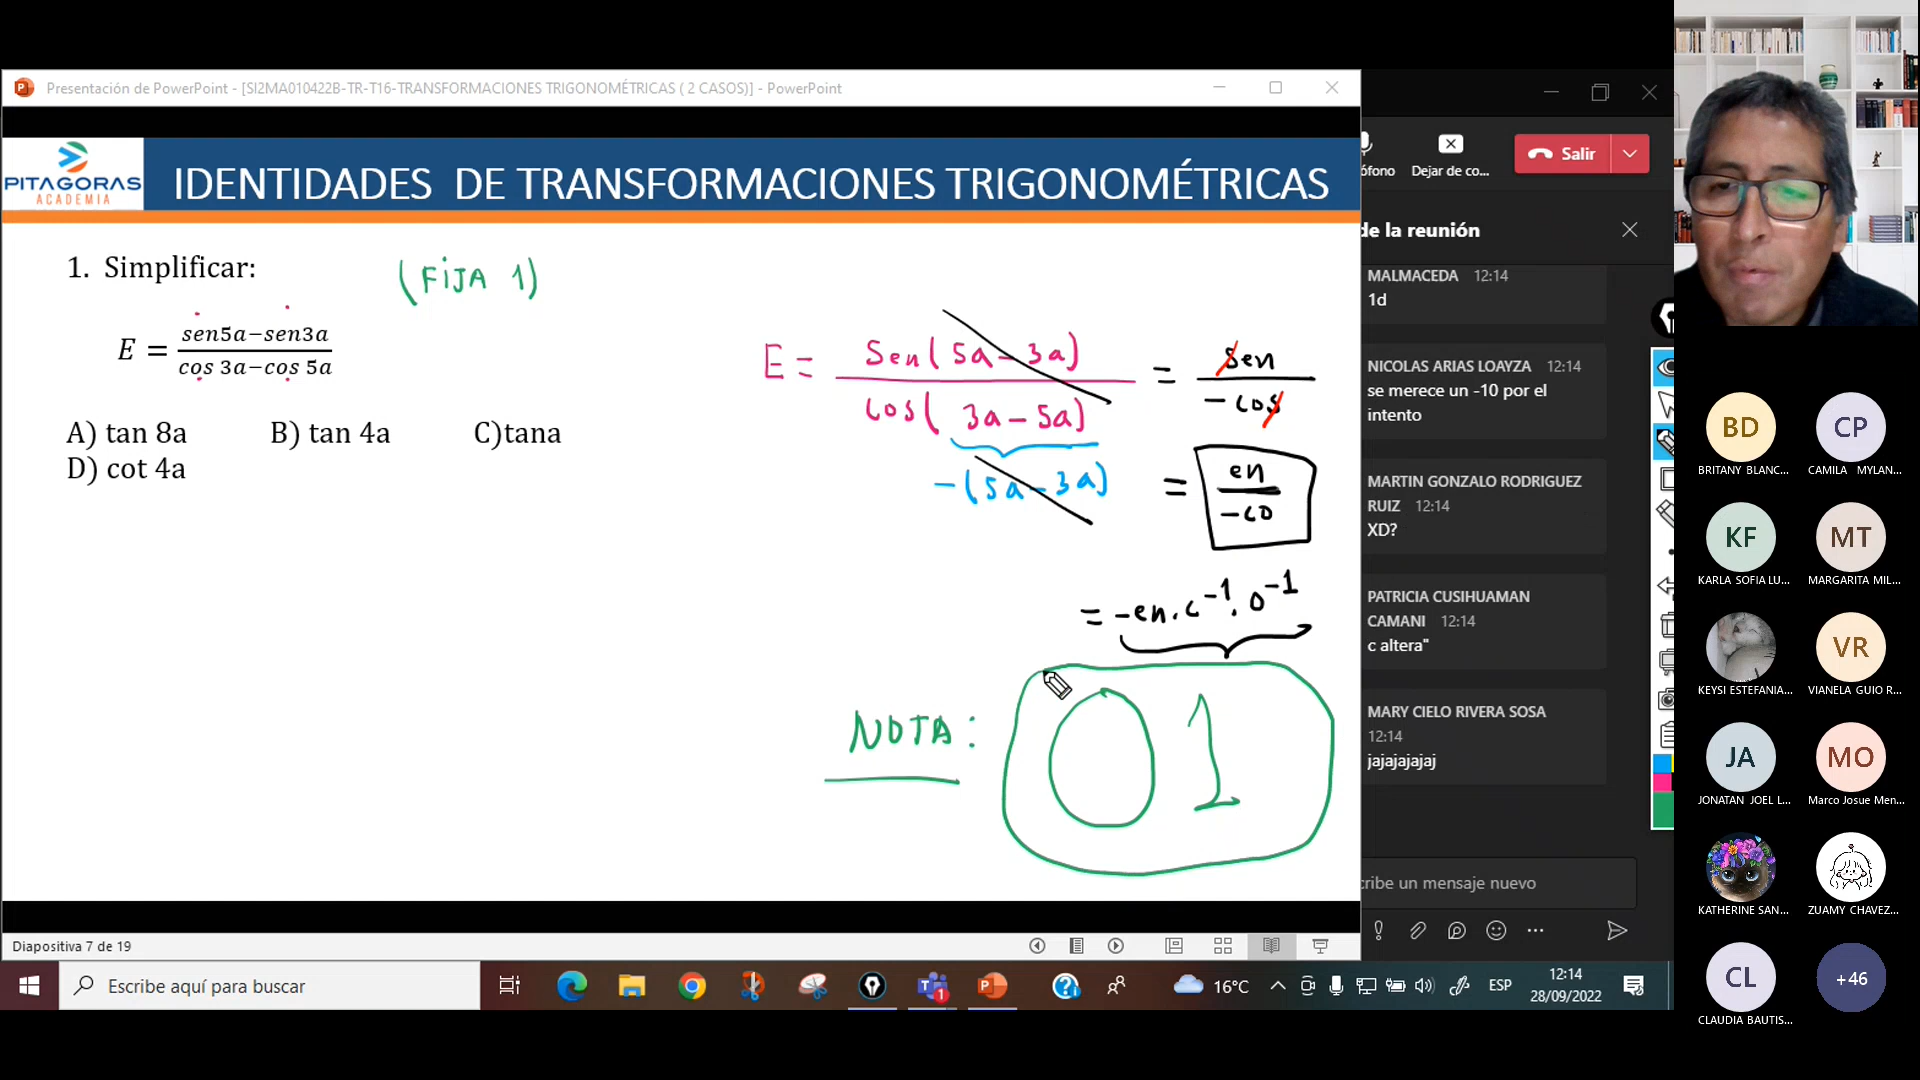 Presentación de PowerPoint - [SI2MA010422B-TR-T16-TRANSFORMACIONES TRIGONOMÉTRICAS ( 2 CASOS)] - PowerPoint
PITAGORAS
ACADEMIA
IDENTIDADES DE TRANSFORMACIONES TRIGONOMÉTRICAS
1. Simplificar:
(FIJA 1)
E = sen5a−sen3a / cos 3a−cos 5a
A) tan 8a B) tan 4a C)tana
D) cot 4a
E = Sen(5a-3a) / cos(3a-5a) = Sen / -cos
-(5a-3a)
= en / -co
= -en.c⁻¹.o⁻¹
NOTA: 01
Diapositiva 7 de 19
ófono
Dejar de co...
Salir
de la reunión
MALMACEDA 12:14
1d
NICOLAS ARIAS LOAYZA 12:14
se merece un -10 por el
intento
MARTIN GONZALO RODRIGUEZ
RUIZ 12:14
XD?
PATRICIA CUSIHUAMAN
CAMANI 12:14
c altera"
MARY CIELO RIVERA SOSA
12:14
jajajajajaj
cribe un mensaje nuevo
BD
BRITANY BLANC...
CP
CAMILA MYLAN...
KF
KARLA SOFIA LU...
MT
MARGARITA MIL...
KEYSI ESTEFANIA...
VR
VIANELA GUIO R...
JA
JONATAN JOEL L...
MO
Marco Josue Men...
KATHERINE SAN...
ZUAMY CHAVEZ...
CL
CLAUDIA BAUTIS...
+46
Escribe aquí para buscar
1
16°C
ESP
12:14
28/09/2022